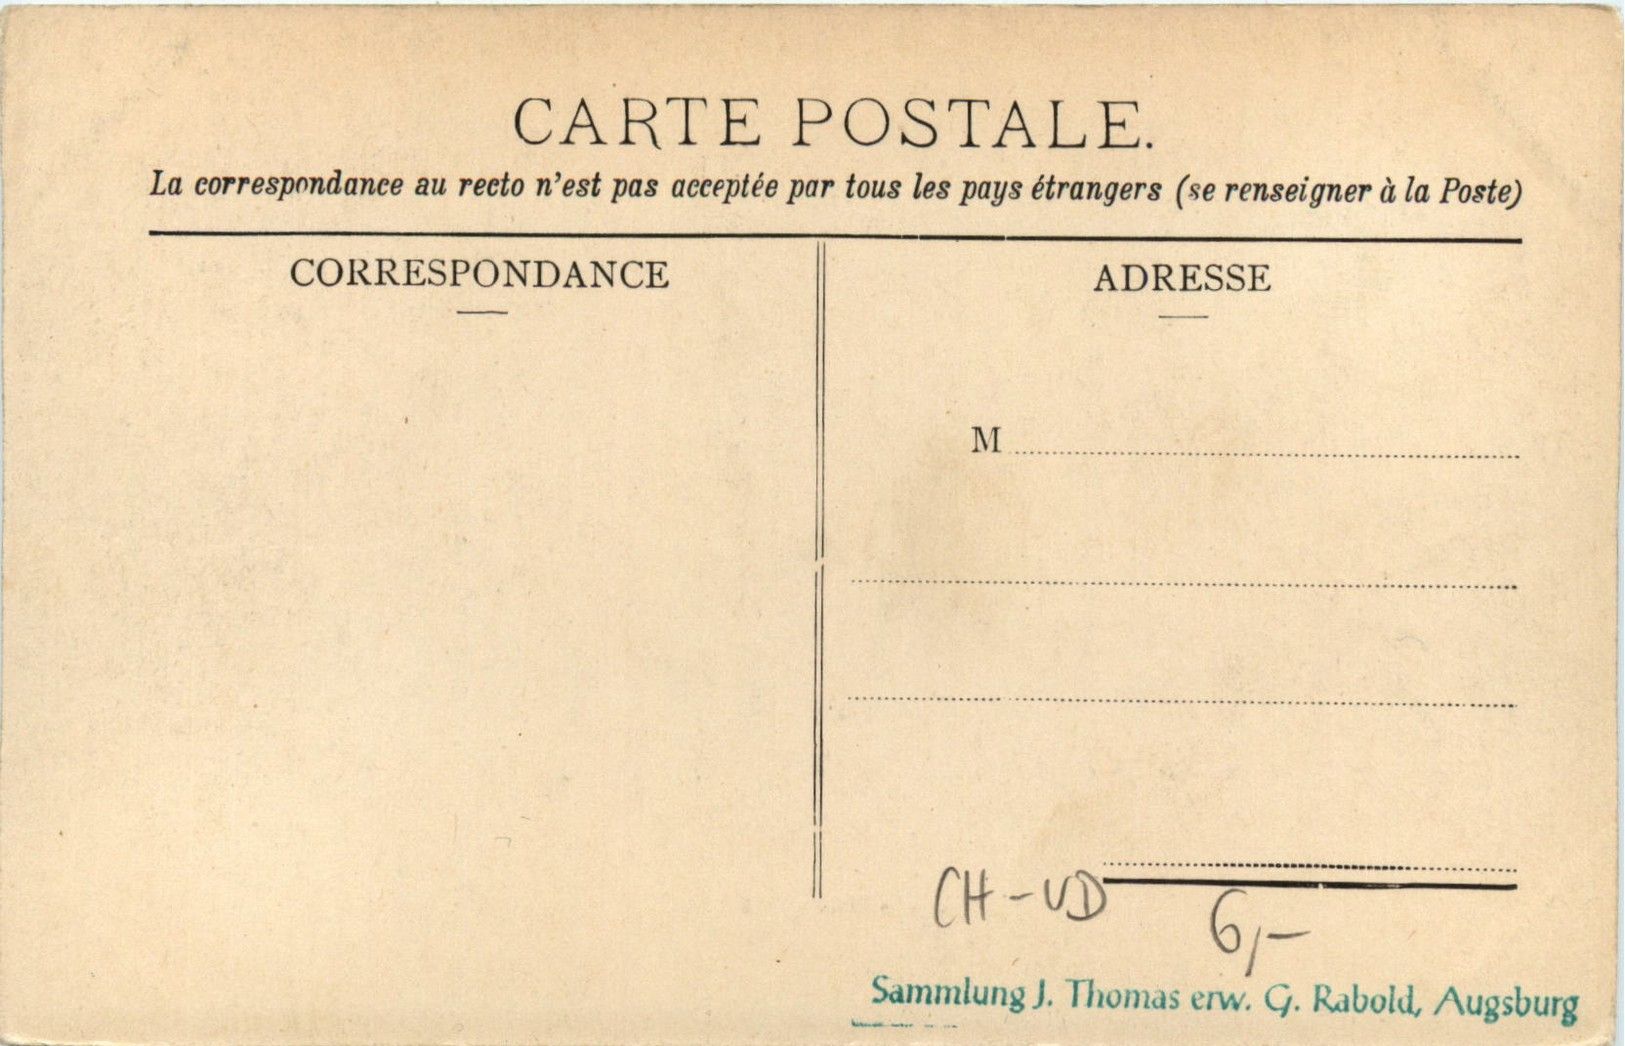 CARTE POSTALE.
La correspondance au recto n'est pas acceptée par tous les pays étrangers (se renseigner à la Poste)
CORRESPONDANCE
ADRESSE
M
CH-VD
6,-
Sammlung J. Thomas erw. G. Rabold, Augsburg